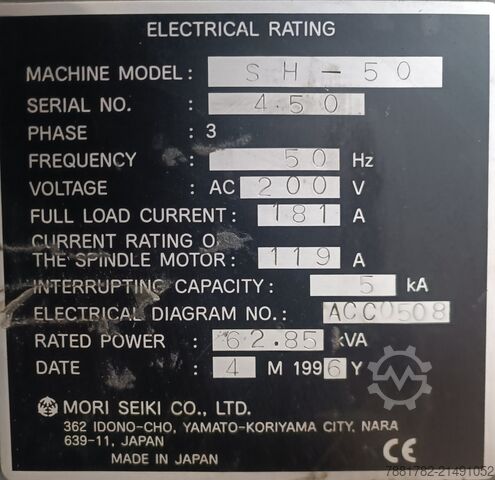 ELECTRICAL RATING
MACHINE MODEL: SH-50
SERIAL NO. : 450
PHASE : 3
FREQUENCY : 50 Hz
VOLTAGE : AC 200 V
FULL LOAD CURRENT: 181 A
CURRENT RATING O
THE SPINDLE MOTOR: 119 A
INTERRUPTING CAPACITY: 5 kA
ELECTRICAL DIAGRAM NO.: ACC0508
RATED POWER : 62.85 kVA
DATE : 4 M 1996 Y
MORI SEIKI CO., LTD.
362 IDONO-CHO, YAMATO-KORIYAMA CITY, NARA
639-11, JAPAN
MADE IN JAPAN
CE
7881782-21491052